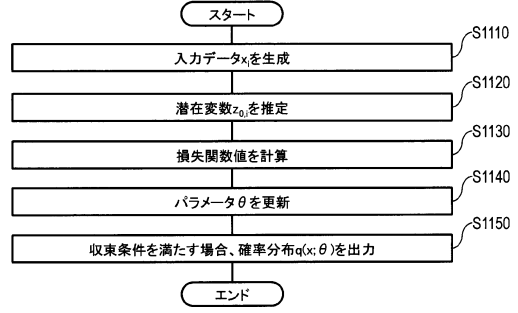 スタート
S1110
入力データxiを生成
S1120
潜在変数z0,iを推定
S1130
損失関数値を計算
S1140
パラメータθを更新
S1150
収束条件を満たす場合、確率分布q(x;θ)を出力
エンド